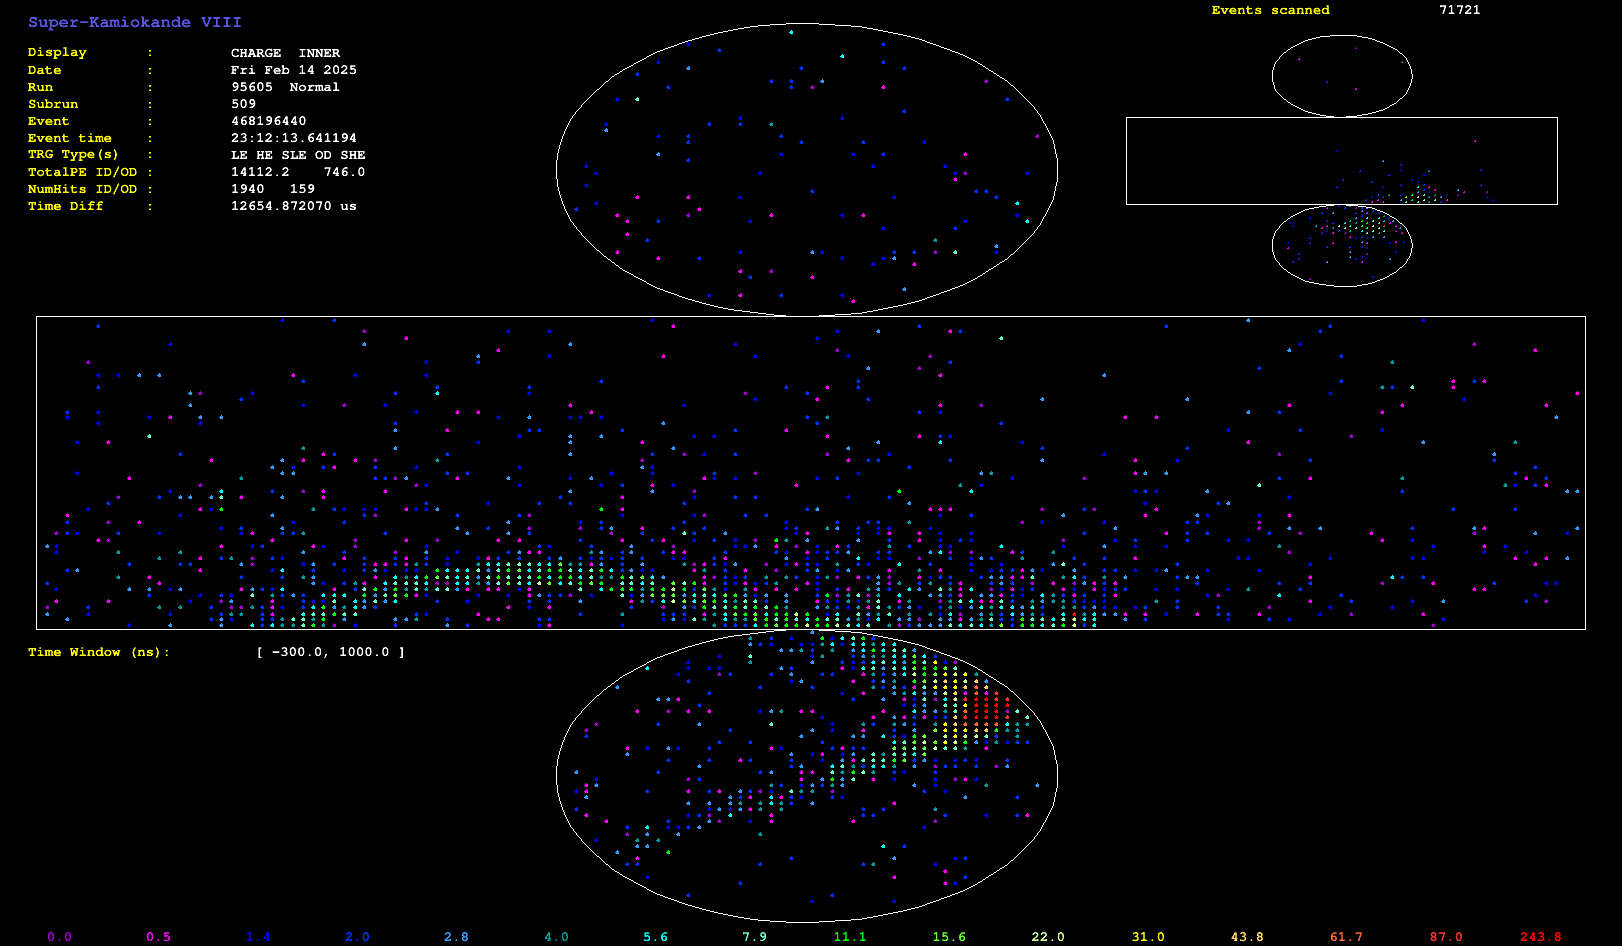 Super-Kamiokande VIII
Events scanned 71721
Display : CHARGE INNER
Date : Fri Feb 14 2025
Run : 95605 Normal
Subrun : 509
Event : 468196440
Event time : 23:12:13.641194
TRG Type(s) : LE HE SLE OD SHE
TotalPE ID/OD : 14112.2 746.0
NumHits ID/OD : 1940 159
Time Diff : 12654.872070 us
Time Window (ns): [ -300.0, 1000.0 ]
0.0 0.5 1.4 2.0 2.8 4.0 5.6 7.9 11.1 15.6 22.0 31.0 43.8 61.7 87.0 243.8